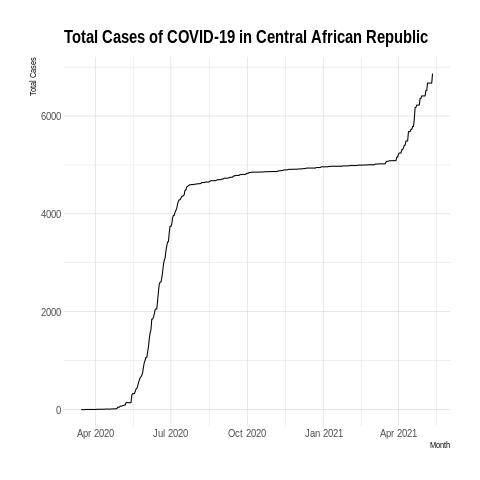 Total Cases of COVID-19 in Central African Republic
Total Cases
6000
4000
2000
0
Apr 2020 Jul 2020 Oct 2020 Jan 2021 Apr 2021
Month